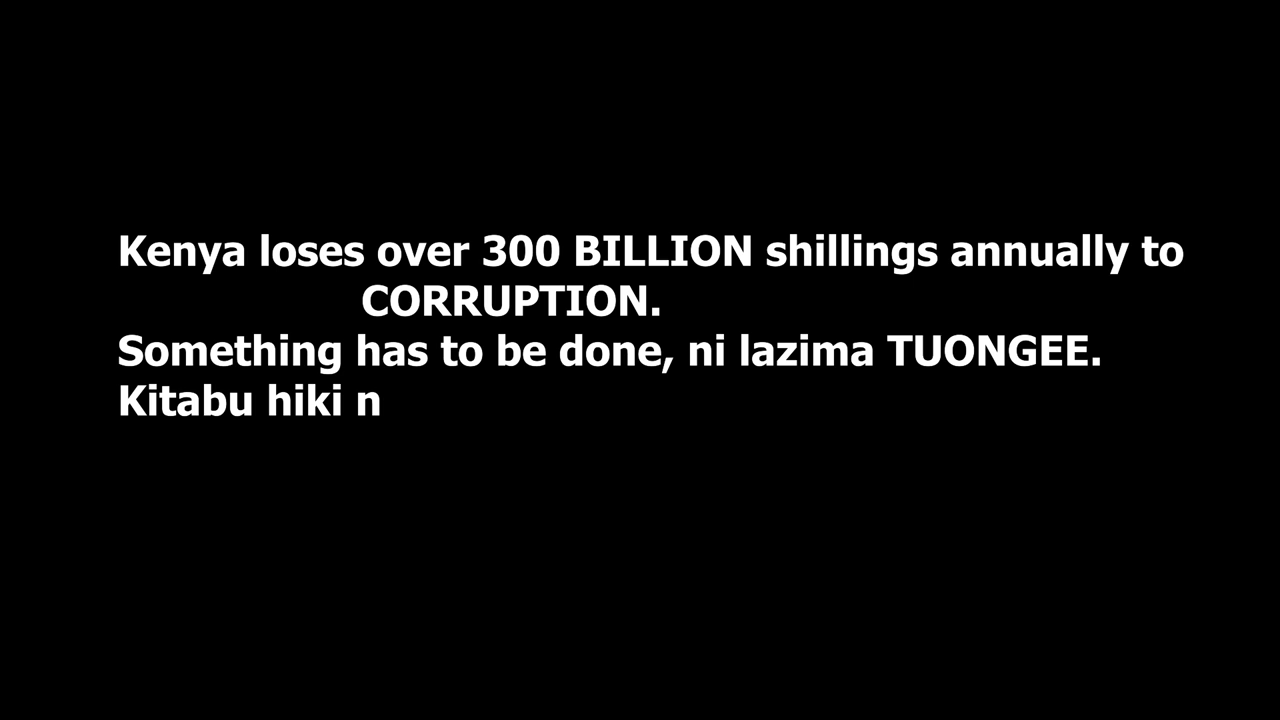 Kenya loses over 300 BILLION shillings annually to
CORRUPTION.
Something has to be done, ni lazima TUONGEE.
Kitabu hiki n